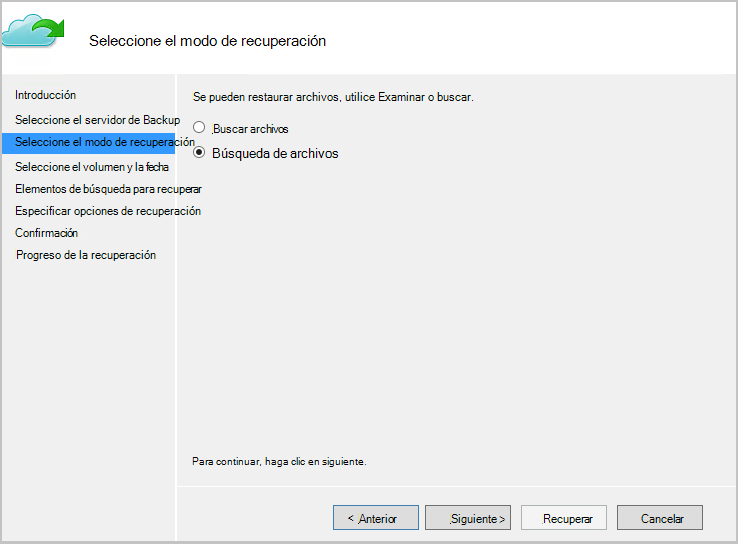 Seleccione el modo de recuperación
Introducción
Seleccione el servidor de Backup
Seleccione el modo de recuperación
Seleccione el volumen y la fecha
Elementos de búsqueda para recuperar
Especificar opciones de recuperación
Confirmación
Progreso de la recuperación
Se pueden restaurar archivos, utilice Examinar o buscar.
Buscar archivos
Búsqueda de archivos
Para continuar, haga clic en siguiente.
< Anterior
Siguiente >
Recuperar
Cancelar